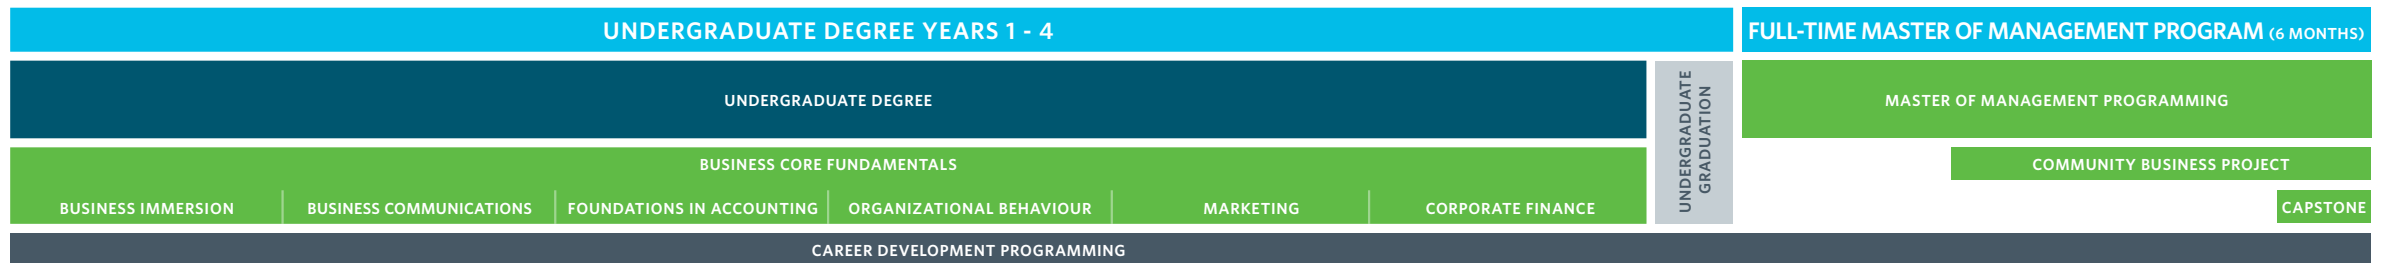 UNDERGRADUATE DEGREE YEARS 1 - 4
FULL-TIME MASTER OF MANAGEMENT PROGRAM (6 MONTHS)
UNDERGRADUATE DEGREE
UNDERGRADUATE
GRADUATION
MASTER OF MANAGEMENT PROGRAMMING
BUSINESS CORE FUNDAMENTALS
COMMUNITY BUSINESS PROJECT
BUSINESS IMMERSION
BUSINESS COMMUNICATIONS
FOUNDATIONS IN ACCOUNTING
ORGANIZATIONAL BEHAVIOUR
MARKETING
CORPORATE FINANCE
CAPSTONE
CAREER DEVELOPMENT PROGRAMMING